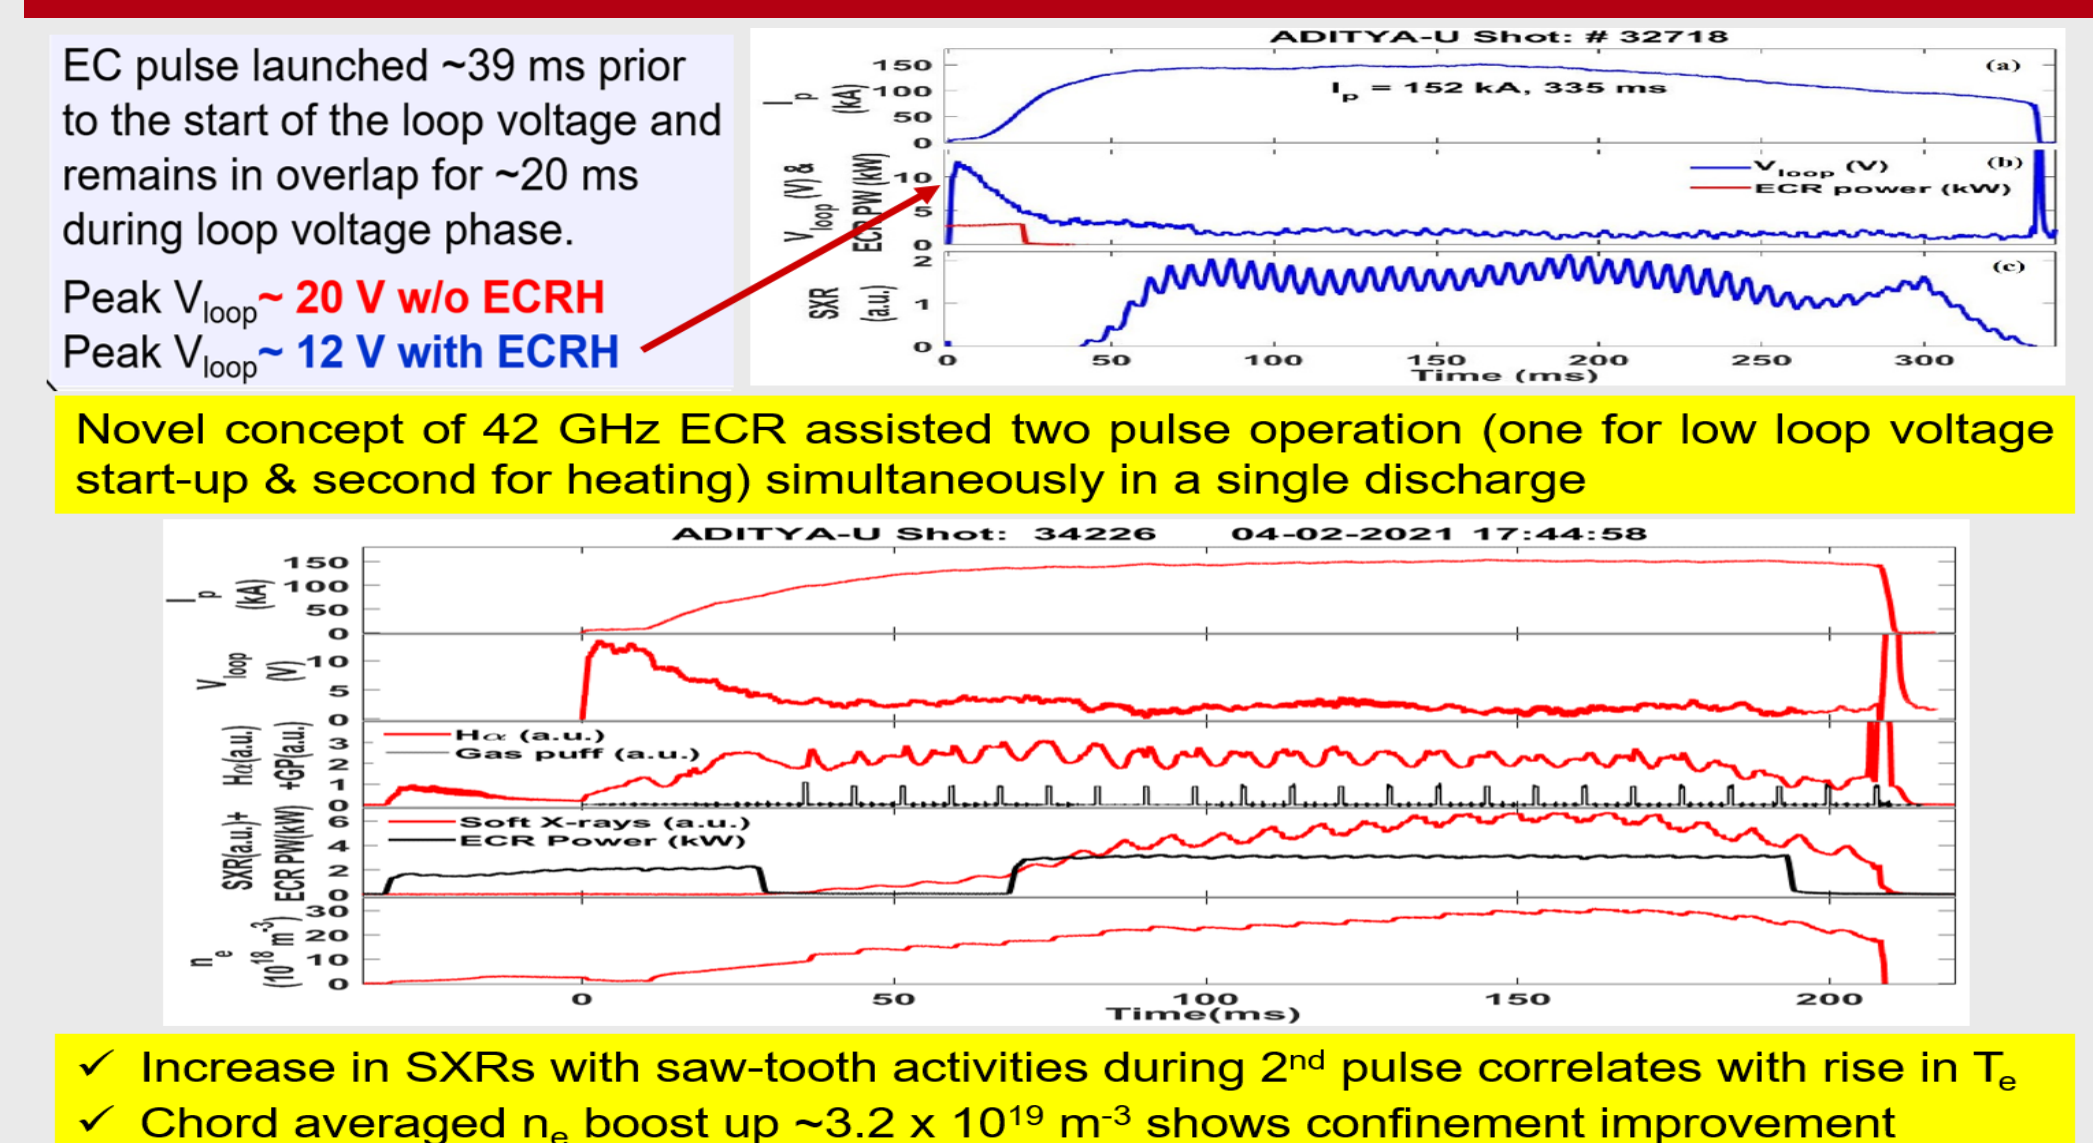 EC pulse launched ~39 ms prior
to the start of the loop voltage and
remains in overlap for ~20 ms
during loop voltage phase.
Peak Vloop~ 20 V w/o ECRH
Peak Vloop~ 12 V with ECRH
ADITYA-U Shot: # 32718
Ip (kA)
150
100
50
0
Ip = 152 kA, 335 ms
(a)
Vloop (V) & ECR PW (kW)
10
5
0
Vloop (V)
ECR power (kW)
(b)
SXR (a.u.)
2
1
0
(c)
0 50 100 150 200 250 300
Time (ms)
Novel concept of 42 GHz ECR assisted two pulse operation (one for low loop voltage
start-up & second for heating) simultaneously in a single discharge
ADITYA-U Shot: 34226 04-02-2021 17:44:58
Ip (kA)
150
100
50
0
Vloop (V)
10
5
0
Hα(a.u.) +GP(a.u.)
3
2
1
0
Hα (a.u.)
Gas puff (a.u.)
SXR(a.u.)+ ECR PW(kW)
6
4
2
0
Soft X-rays (a.u.)
ECR Power (kW)
ne (10¹⁸ m⁻³)
30
20
10
0
0 50 100 150 200
Time(ms)
✓ Increase in SXRs with saw-tooth activities during 2nd pulse correlates with rise in Te
✓ Chord averaged ne boost up ~3.2 x 10¹⁹ m⁻³ shows confinement improvement